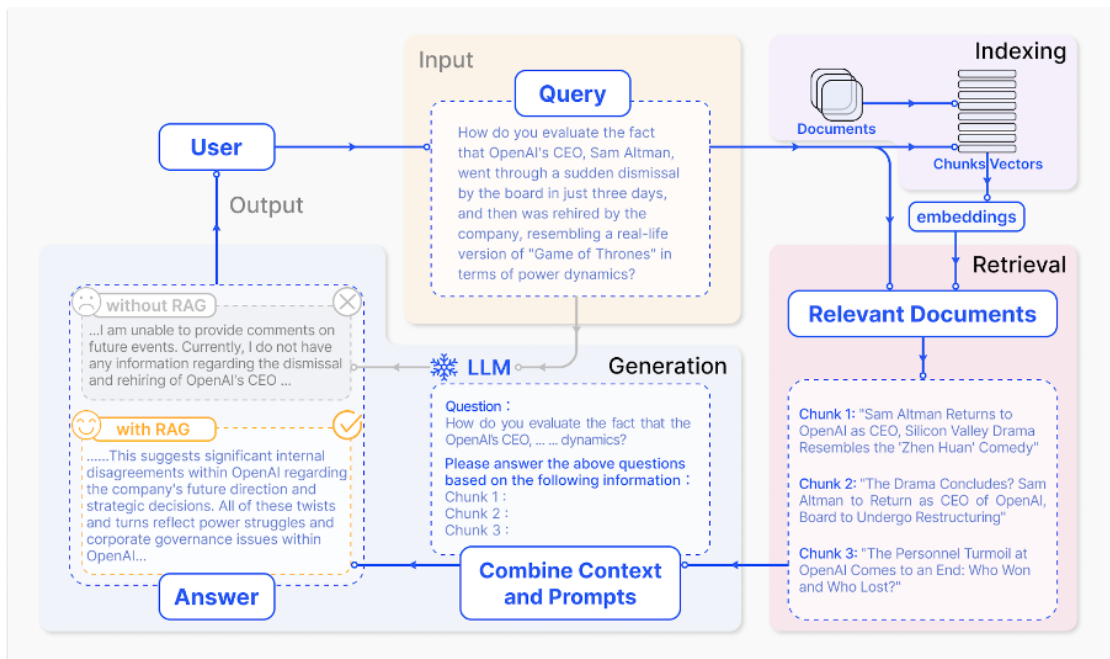 Input
Query
How do you evaluate the fact
that OpenAI's CEO, Sam Altman,
went through a sudden dismissal
by the board in just three days,
and then was rehired by the
company, resembling a real-life
version of "Game of Thrones" in
terms of power dynamics?
Indexing
Documents
Chunks Vectors
embeddings
User
Output
Retrieval
Relevant Documents
Chunk 1: "Sam Altman Returns to
OpenAI as CEO, Silicon Valley Drama
Resembles the 'Zhen Huan' Comedy"
Chunk 2: "The Drama Concludes? Sam
Altman to Return as CEO of OpenAI,
Board to Undergo Restructuring"
Chunk 3: "The Personnel Turmoil at
OpenAI Comes to an End: Who Won
and Who Lost?"
LLM
Generation
Question :
How do you evaluate the fact that the
OpenAI's CEO, ... ... dynamics?
Please answer the above questions
based on the following information :
Chunk 1 :
Chunk 2 :
Chunk 3 :
Combine Context
and Prompts
without RAG
...I am unable to provide comments on
future events. Currently, I do not have
any information regarding the dismissal
and rehiring of OpenAI's CEO ...
with RAG
......This suggests significant internal
disagreements within OpenAI regarding
the company's future direction and
strategic decisions. All of these twists
and turns reflect power struggles and
corporate governance issues within
OpenAI...
Answer